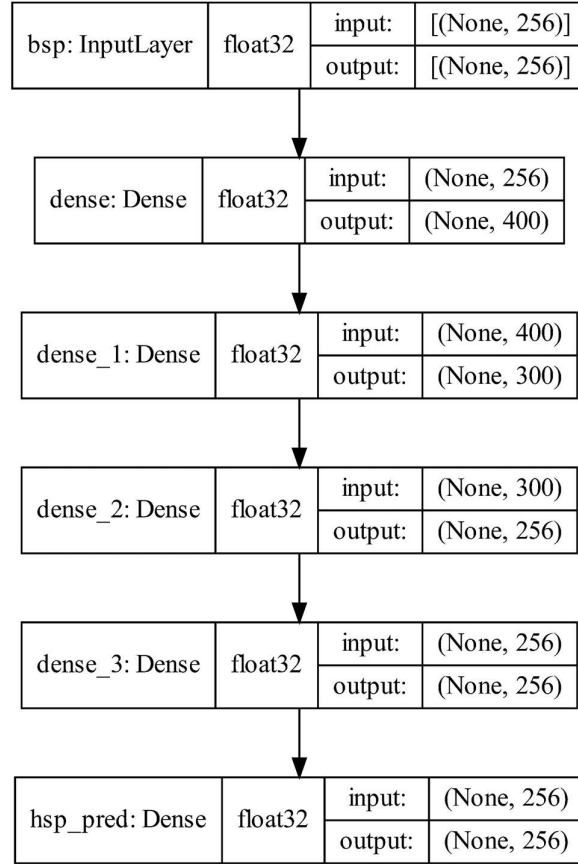 bsp: InputLayer float32 input: [(None, 256)]
output: [(None, 256)]
dense: Dense float32 input: (None, 256)
output: (None, 400)
dense_1: Dense float32 input: (None, 400)
output: (None, 300)
dense_2: Dense float32 input: (None, 300)
output: (None, 256)
dense_3: Dense float32 input: (None, 256)
output: (None, 256)
hsp_pred: Dense float32 input: (None, 256)
output: (None, 256)